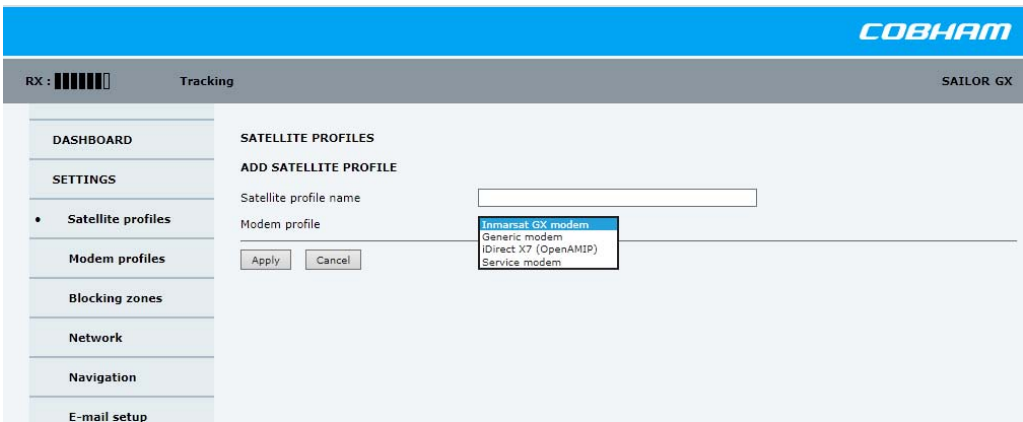 COBHAM
RX : Tracking SAILOR GX
DASHBOARD
SETTINGS
• Satellite profiles
Modem profiles
Blocking zones
Network
Navigation
E-mail setup
SATELLITE PROFILES
ADD SATELLITE PROFILE
Satellite profile name
Modem profile
Inmarsat GX modem
Generic modem
iDirect X7 (OpenAMIP)
Service modem
Apply Cancel